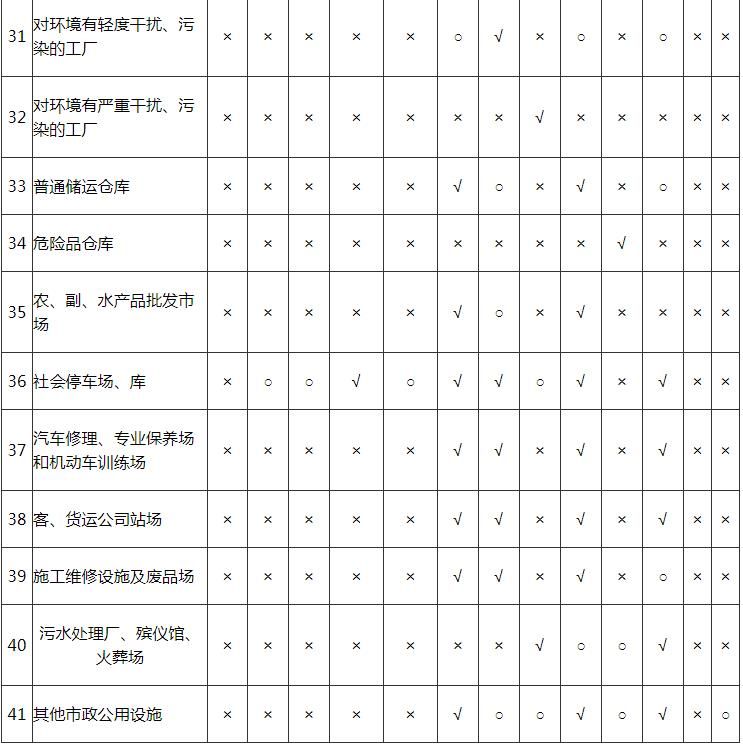 31 对环境有轻度干扰、污 × × × × × ○ √ × ○ × ○ × ×
染的工厂
32 对环境有严重干扰、污 × × × × × × × √ × × × × ×
染的工厂
33 普通储运仓库 × × × × × √ ○ × √ × ○ × ×
34 危险品仓库 × × × × × × × × × √ × × ×
35 农、副、水产品批发市 × × × × × √ ○ × √ × × × ×
场
36 社会停车场、库 × ○ ○ √ ○ √ √ ○ √ × √ × ×
37 汽车修理、专业保养场 × × × × × √ √ × √ × √ × ×
和机动车训练场
38 客、货运公司站场 × × × × × √ √ × √ × √ × ×
39 施工维修设施及废品场 × × × × × √ √ × √ × ○ × ×
40 污水处理厂、殡仪馆、 × × × × × × × √ ○ ○ √ × ×
火葬场
41 其他市政公用设施 × × × × × √ ○ ○ √ ○ √ × ○